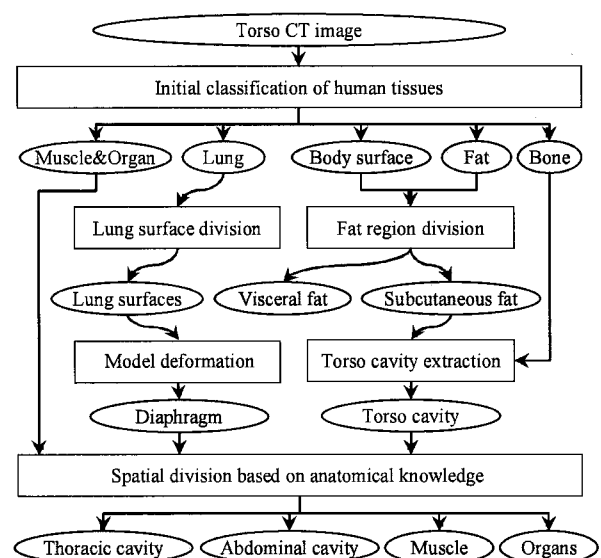 Torso CT image
Initial classification of human tissues
Muscle&Organ
Lung
Body surface
Fat
Bone
Lung surface division
Fat region division
Lung surfaces
Visceral fat
Subcutaneous fat
Model deformation
Torso cavity extraction
Diaphragm
Torso cavity
Spatial division based on anatomical knowledge
Thoracic cavity
Abdominal cavity
Muscle
Organs